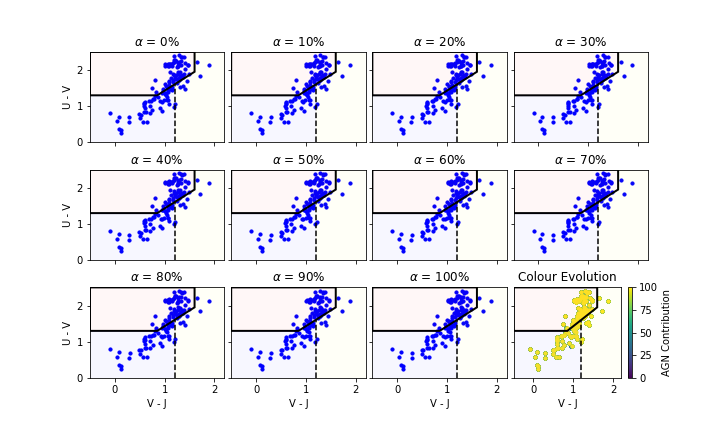 α = 0% α = 10% α = 20% α = 30%
2
1
0
U - V
α = 40% α = 50% α = 60% α = 70%
2
1
0
U - V
α = 80% α = 90% α = 100% Colour Evolution
2
1
0
U - V
0 1 2 0 1 2 0 1 2 0 1 2
V - J V - J V - J V - J
100
75
50
25
0
AGN Contribution